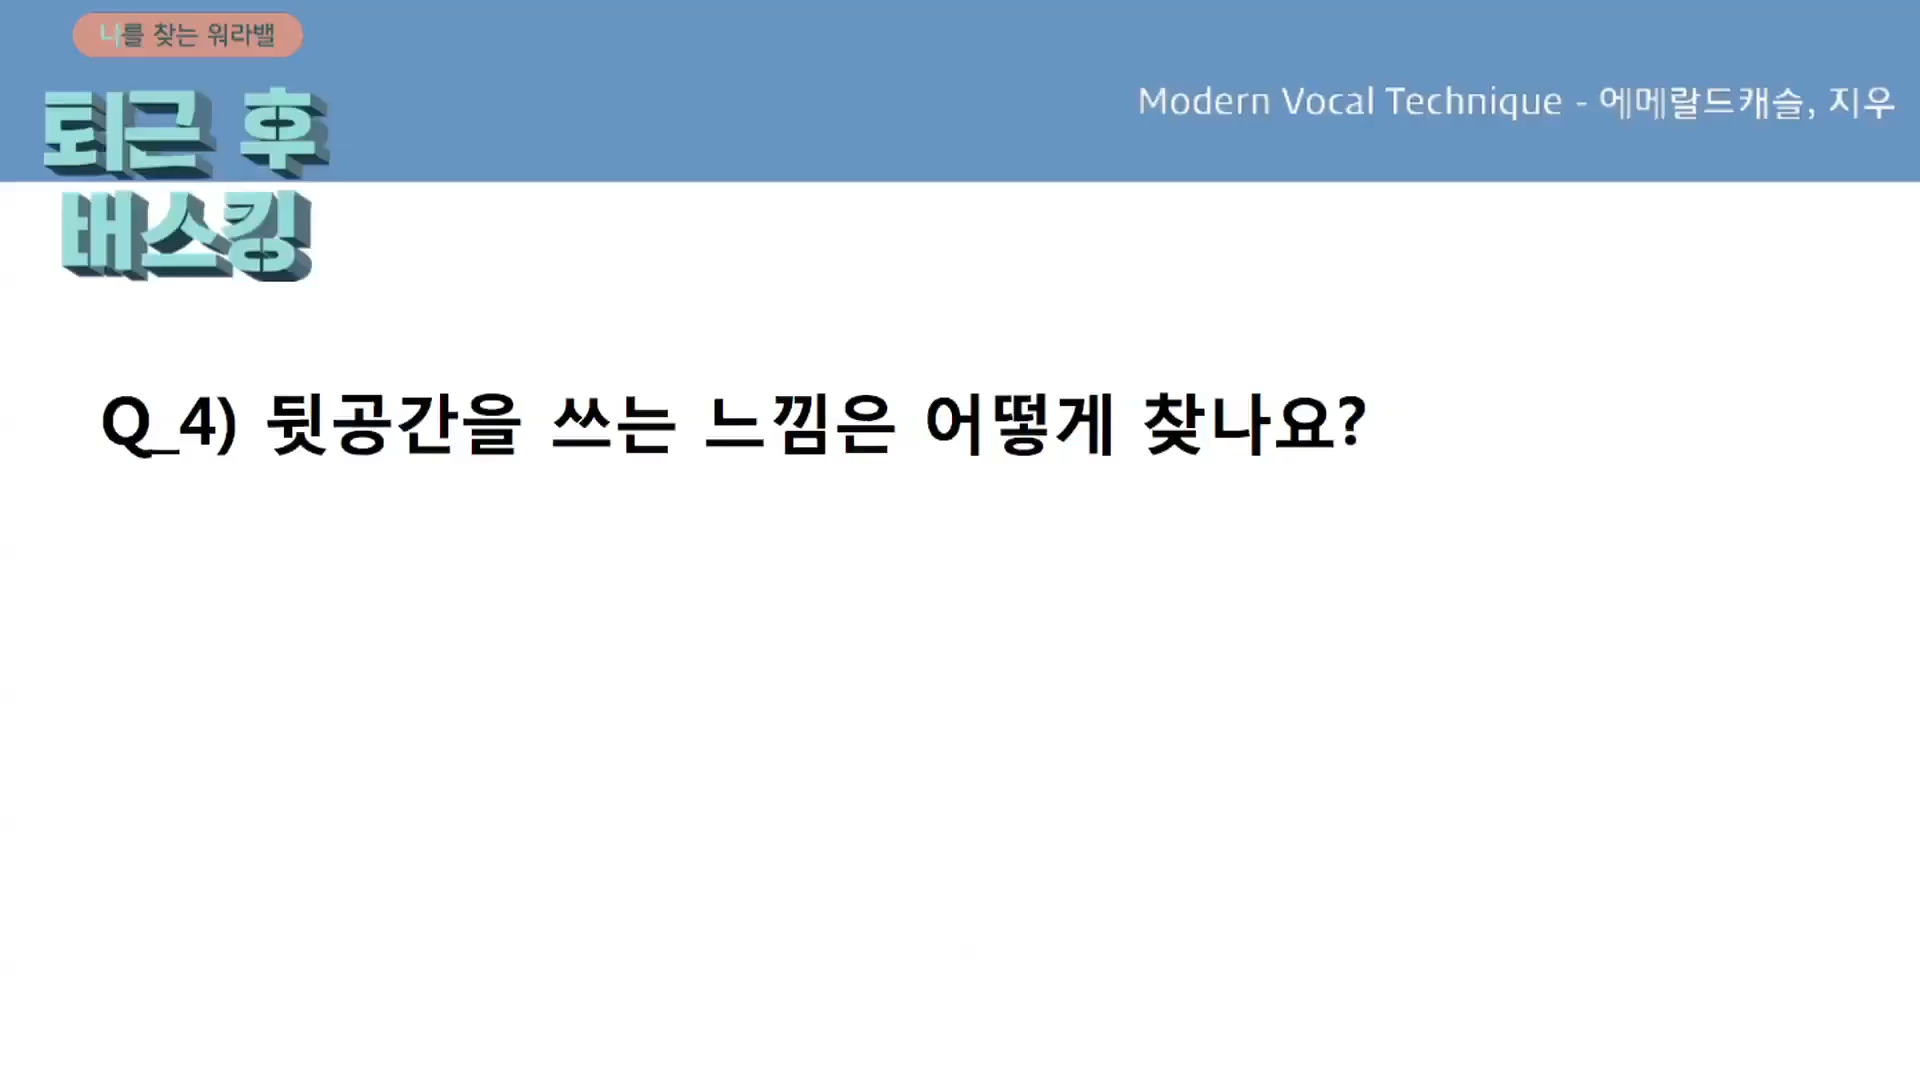 나를 찾는 워라밸
퇴근 후
버스킹
Modern Vocal Technique - 에메랄드캐슬, 지우
Q_4) 뒷공간을 쓰는 느낌은 어떻게 찾나요?